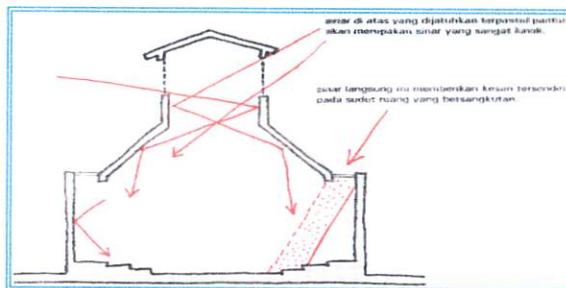 sinar di atas yang dijatuhkan terpantul pantul
akan merupakan sinar yang sangat lunak.
sinar langsung ini memberikan kesan tersendiri
pada sudut ruang yang bersangkutan.